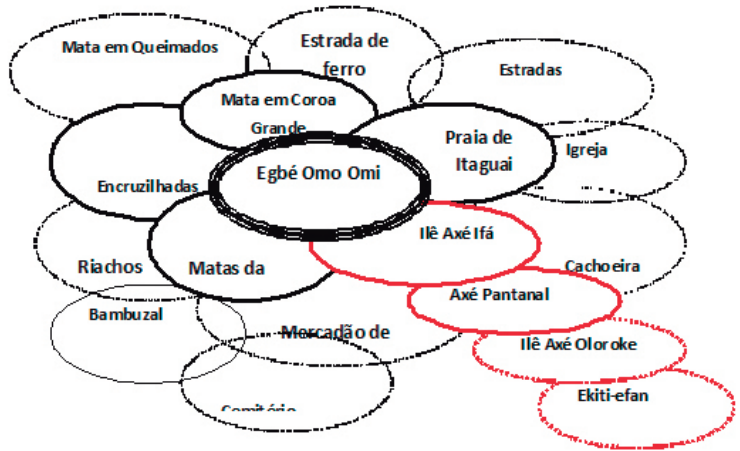 Mata em Queimados
Estrada de
ferro
Estradas
Mata em Coroa
Grande
Praia de
Itaguai
Igreja
Egbé Omo Omi
Encruzilhadas
Ilê Axé Ifá
Riachos
Matas da
Cachoeira
Axé Pantanal
Bambuzal
Mercadão de
Ilê Axé Oloroke
Ekiti-efan